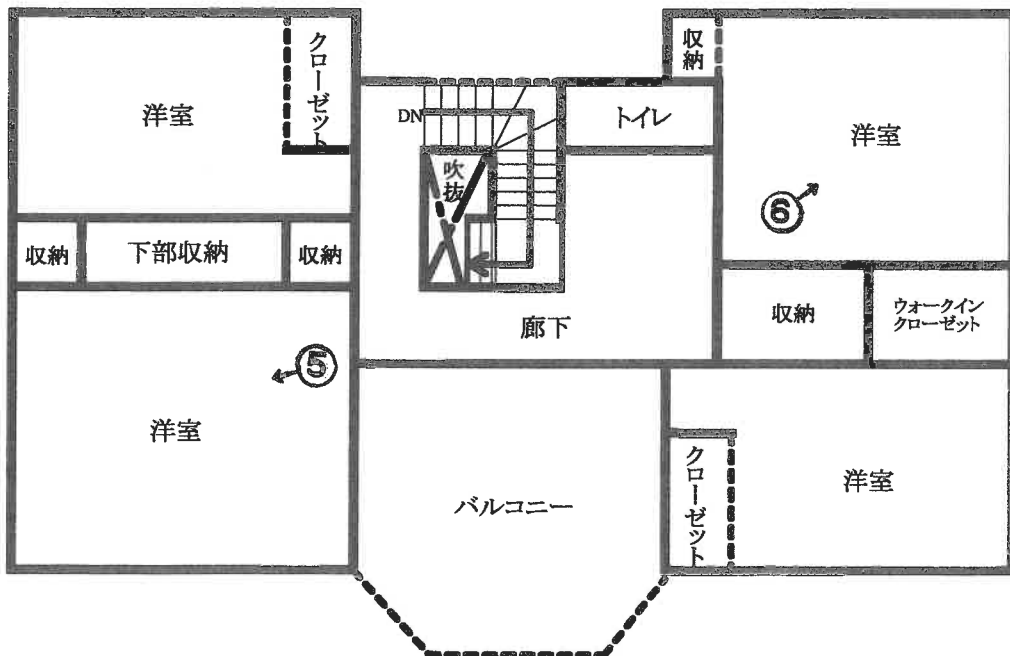 洋室
クローゼット
収納
洋室
DN
トイレ
吹
抜
⑥
収納
下部収納
収納
廊下
収納
ウォークイン
クローゼット
⑤
洋室
バルコニー
クローゼット
洋室